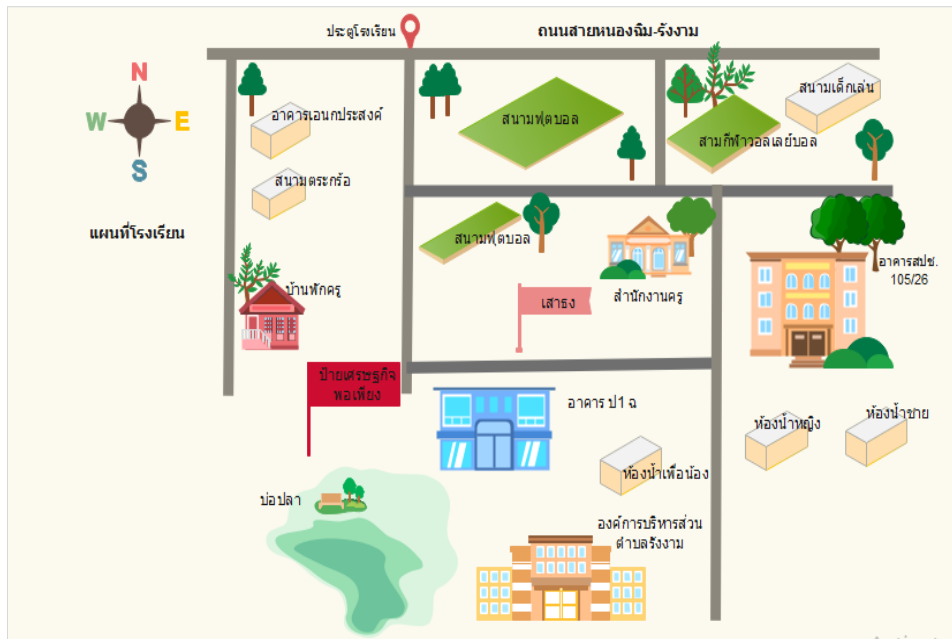 ประตูโรงเรียน
ถนนสายหนองฉิม-รังงาม
N
W
E
S
แผนที่โรงเรียน
อาคารเอนกประสงค์
สนามฟุตบอล
สนามเด็กเล่น
สามกีฬาวอลเลย์บอล
สนามตระกร้อ
สนามฟุตบอล
บ้านพักครู
สำนักงานครู
อาคารสปช.
105/26
เสาธง
ป้ายเศรษฐกิจ
พอเพียง
อาคาร ป1 ฉ
ห้องน้ำหญิง
ห้องน้ำชาย
ห้องน้ำเพื่อน้อง
บ่อปลา
องค์การบริหารส่วน
ตำบลรังงาม